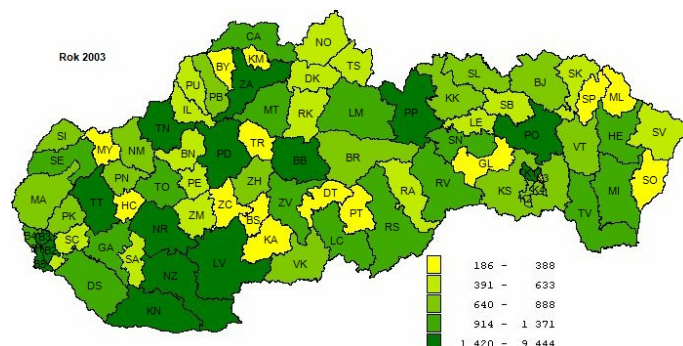 CA
NO
Rok 2003
BY
KM
TS
SL
BJ
SK
PU
ZA
DK
KK
SP
ML
PB
IL
MT
RK
LM
PP
SB
LE
PO
HE
SV
SI
TN
MY
NM
BN
PD
TR
BB
BR
SN
GL
VT
SE
PN
TO
PE
ZH
RA
RV
KS
MI
SO
MA
TT
HC
ZC
BS
ZV
DT
PT
PK
ZM
RS
TV
SC
NR
KA
LC
GA
SA
LV
VK
DS
NZ
KN
186 - 388
391 - 633
640 - 888
914 - 1 371
1 420 - 9 444